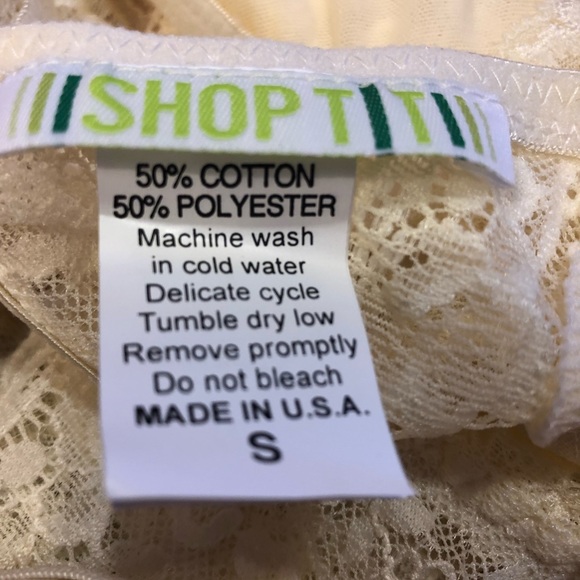 SHOP T|T
50% COTTON
50% POLYESTER
Machine wash
in cold water
Delicate cycle
Tumble dry low
Remove promptly
Do not bleach
MADE IN U.S.A.
S